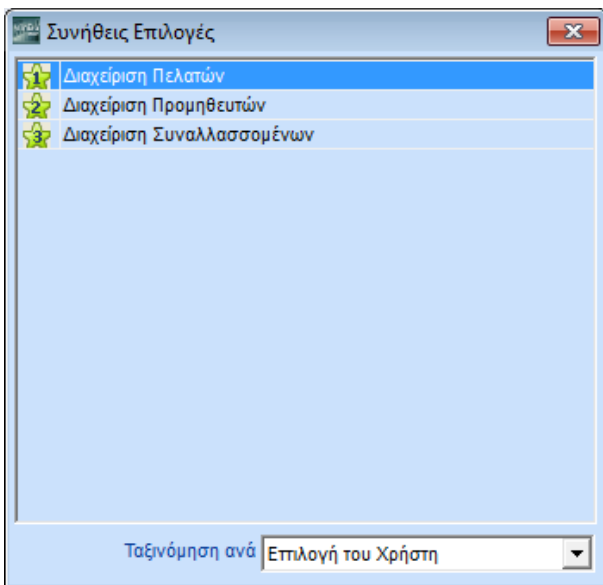 Συνήθεις Επιλογές
1 Διαχείριση Πελατών
2 Διαχείριση Προμηθευτών
3 Διαχείριση Συναλλασσομένων
Ταξινόμηση ανά Επιλογή του Χρήστη